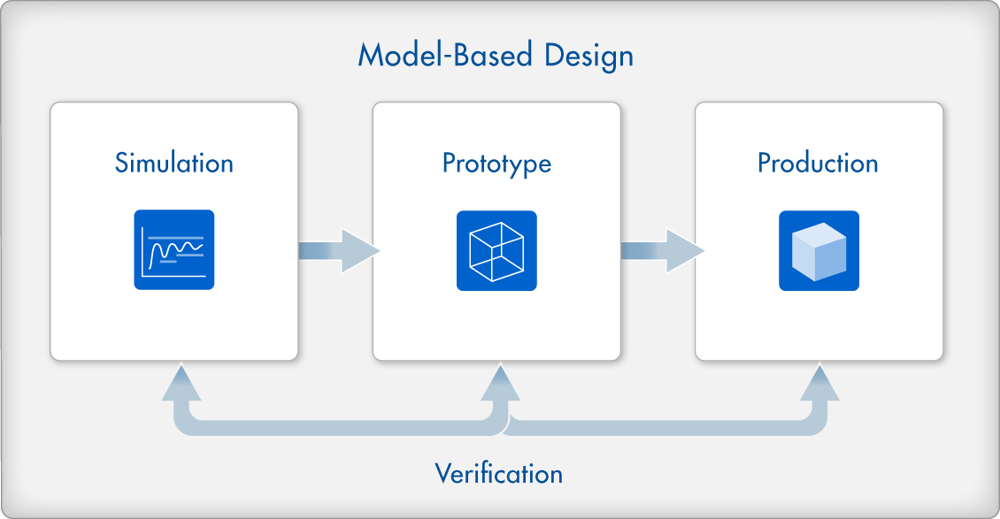 Model-Based Design
Simulation
Prototype
Production
Verification